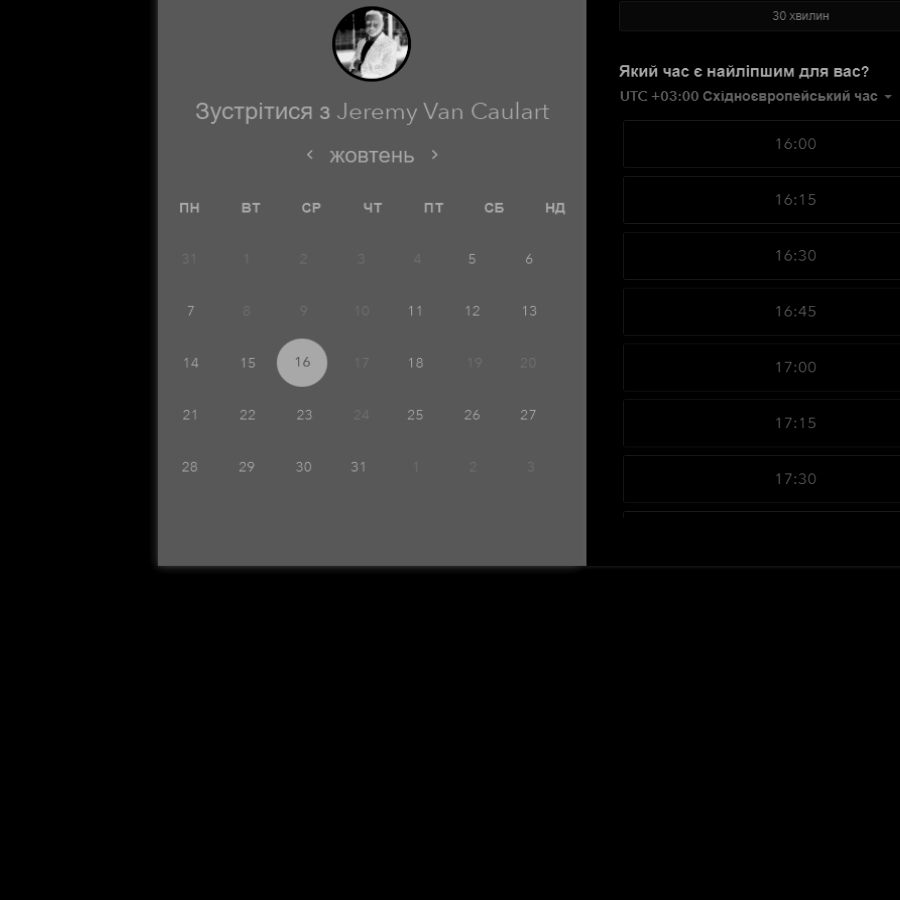 Зустрітися з Jeremy Van Caulart
жовтень
ПН ВТ СР ЧТ ПТ СБ НД
31 1 2 3 4 5 6
7 8 9 10 11 12 13
14 15 16 17 18 19 20
21 22 23 24 25 26 27
28 29 30 31 1 2 3
30 хвилин
Який час є найліпшим для вас?
UTC +03:00 Східноєвропейський час
16:00
16:15
16:30
16:45
17:00
17:15
17:30